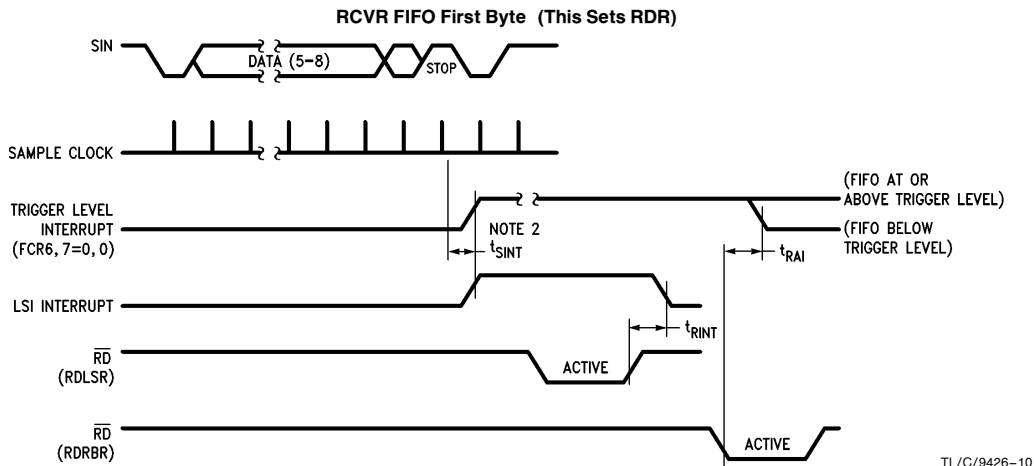 RCVR FIFO First Byte (This Sets RDR)
SIN
DATA (5–8)
STOP
SAMPLE CLOCK
TRIGGER LEVEL
INTERRUPT
(FCR6, 7=0, 0)
NOTE 2
tSINT
(FIFO AT OR
ABOVE TRIGGER LEVEL)
(FIFO BELOW
TRIGGER LEVEL)
tRAI
LSI INTERRUPT
tRINT
RD
(RDLSR)
ACTIVE
RD
(RDRBR)
ACTIVE
TL/C/9426–10